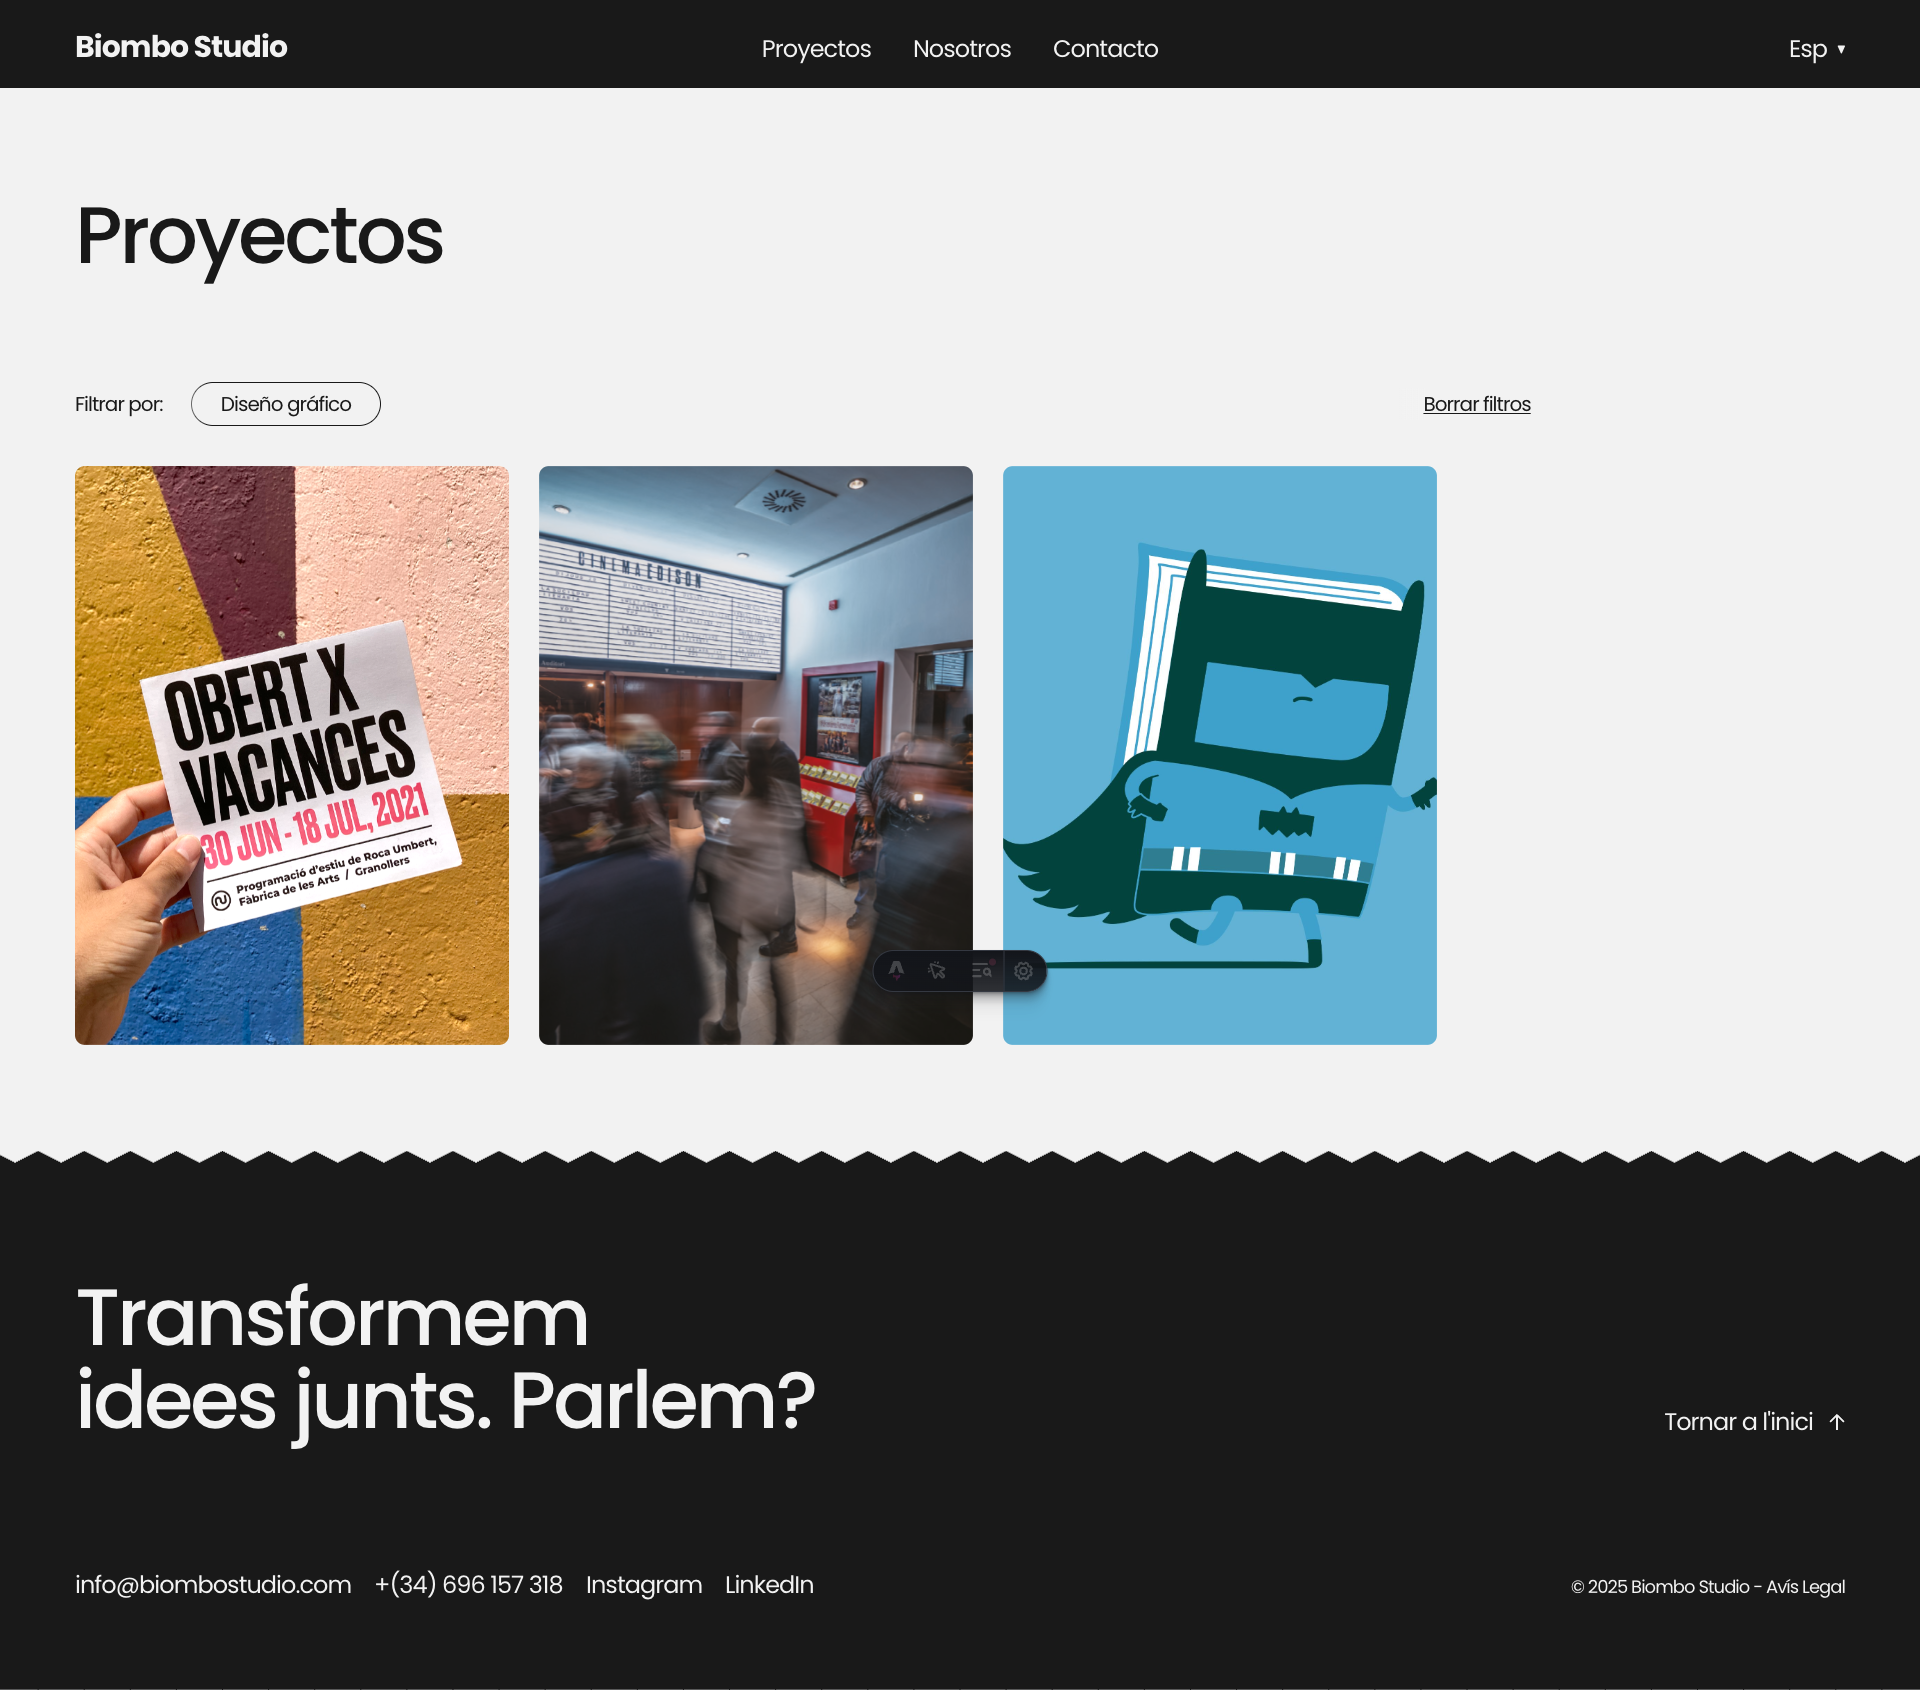 Biombo Studio
Proyectos
Nosotros
Contacto
Esp
Proyectos
Filtrar por:
Diseño gráfico
Borrar filtros
OBERT X
VACANCES
30 JUN - 18 JUL, 2021
Programació d'estiu de Roca Umbert,
Fàbrica de les Arts / Granollers
CINEMA EDISON
Transformem
idees junts. Parlem?
Tornar a l'inici ↑
info@biombostudio.com
+(34) 696 157 318
Instagram
LinkedIn
© 2025 Biombo Studio - Avís Legal